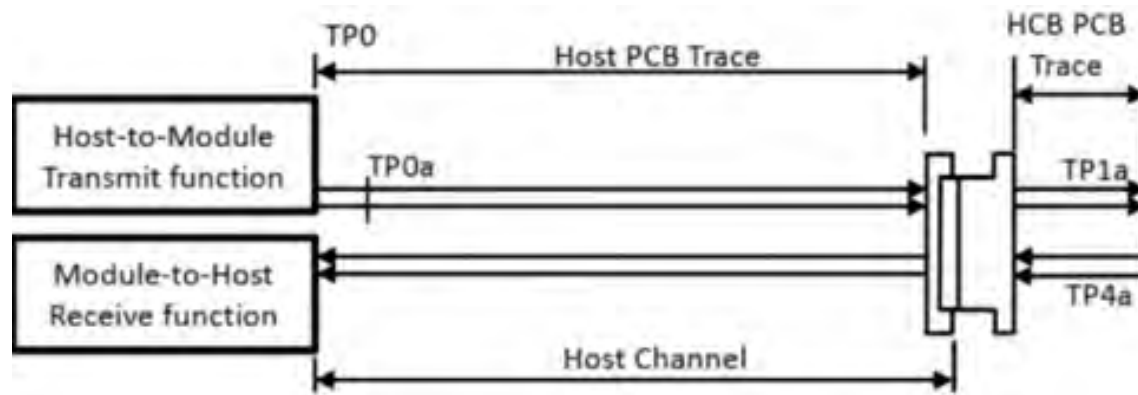 TP0
Host PCB Trace
HCB PCB
Trace
Host-to-Module
Transmit function
TP0a
TP1a
Module-to-Host
Receive function
TP4a
Host Channel